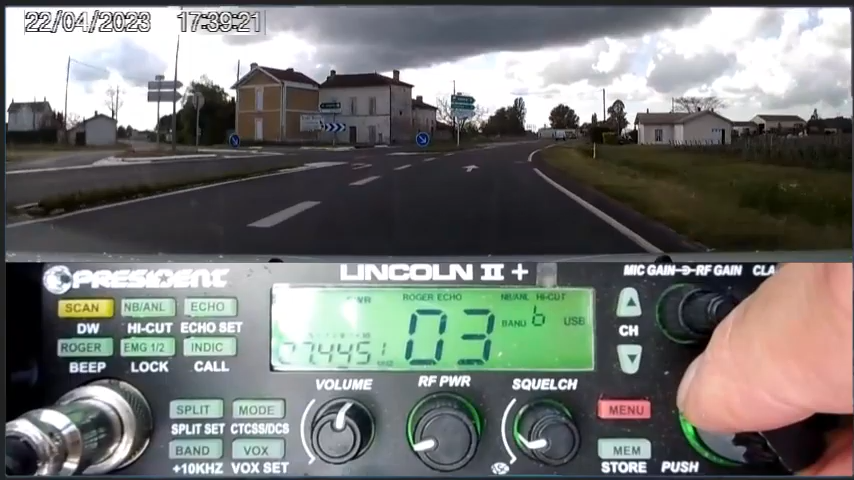 22/04/2023 17:39:21
PRESIDENT
LINCOLN II +
MIC GAIN RF GAIN CLA
SCAN NB/ANL ECHO
DW HI-CUT ECHO SET
ROGER EMG 1/2 INDIC
BEEP LOCK CALL
ROGER ECHO NB/ANL HI-CUT
03 BAND b USB
CH
VOLUME RF PWR SQUELCH
SPLIT MODE
SPLIT SET CTCSS/DCS
BAND VOX
+10KHZ VOX SET
MENU
MEM
STORE PUSH